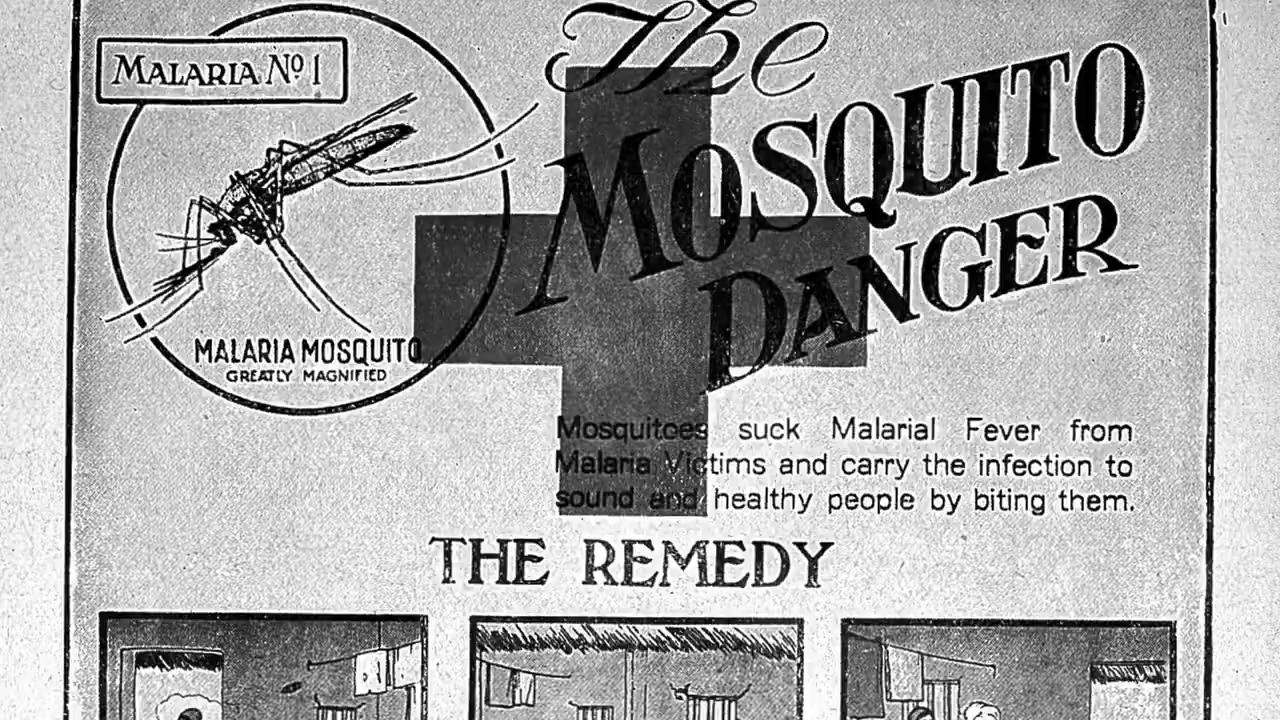 MALARIA Nº 1
The
MOSQUITO
DANGER
MALARIA MOSQUITO
GREATLY MAGNIFIED
Mosquitoes suck Malarial Fever from
Malaria Victims and carry the infection to
sound and healthy people by biting them.
THE REMEDY